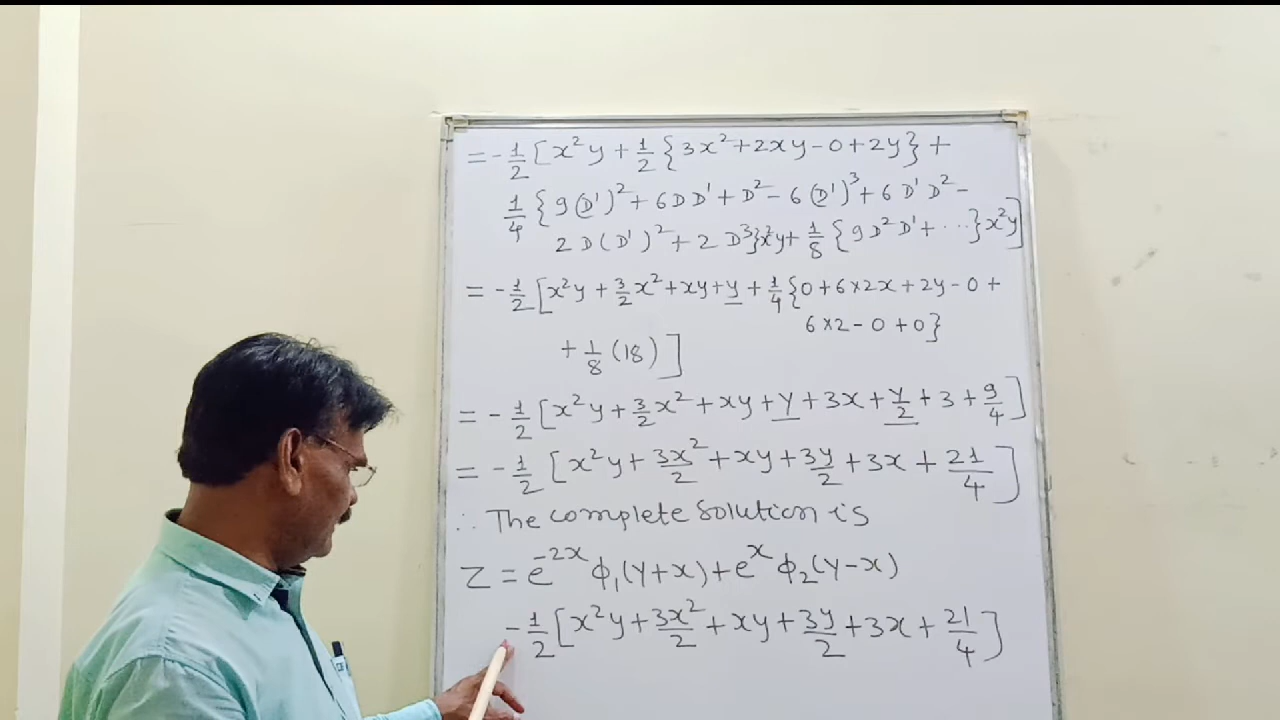 = -1/2 [x²y + 1/2 {3x² + 2xy - 0 + 2y} +
1/4 {9(D')² + 6DD' + D² - 6(D')³ + 6D'D² -
2D(D')² + 2D³}x²y + 1/8 {9D²D' + ...} x²y]
= -1/2 [x²y + 3/2 x² + xy + y + 1/4 {0 + 6×2x + 2y - 0 +
6×2 - 0 + 0}
+ 1/8 (18) ]
= -1/2 [x²y + 3/2 x² + xy + y + 3x + y/2 + 3 + 9/4]
= -1/2 [x²y + 3x²/2 + xy + 3y/2 + 3x + 21/4]
∴ The complete solution is
Z = e^{-2x} ϕ₁(y+x) + e^x ϕ₂(y-x)
-1/2 [x²y + 3x²/2 + xy + 3y/2 + 3x + 21/4]